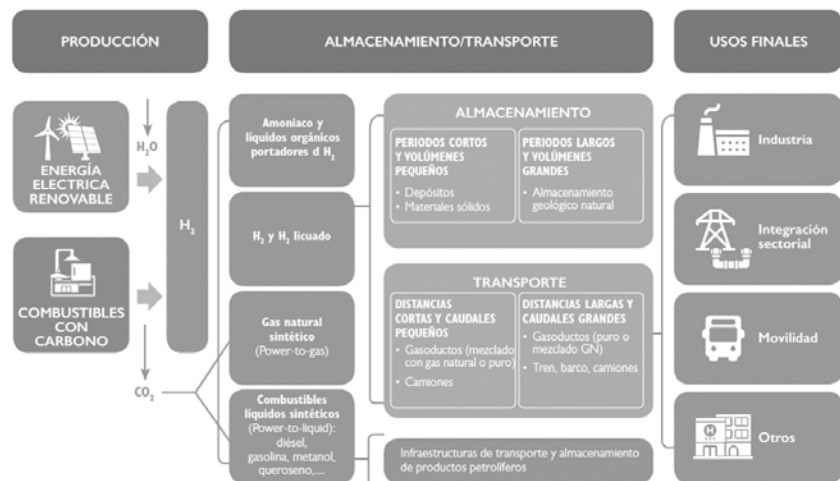 PRODUCCIÓN
ALMACENAMIENTO/TRANSPORTE
USOS FINALES
ENERGÍA
ELECTRICA
RENOVABLE
H₂O
COMBUSTIBLES
CON
CARBONO
CO₂
H₂
Amoniaco y
líquidos orgánicos
portadores d H₂
H₂ y H₂ licuado
Gas natural
sintético
(Power-to-gas)
Combustibles
líquidos sintéticos
(Power-to-liquid):
diésel,
gasolina, metanol,
queroseno,....
ALMACENAMIENTO
PERIODOS CORTOS
Y VOLÚMENES
PEQUEÑOS
• Depósitos
• Materiales sólidos
PERIODOS LARGOS
Y VOLÚMENES
GRANDES
• Almacenamiento
geológico natural
TRANSPORTE
DISTANCIAS
CORTAS Y CAUDALES
PEQUEÑOS
• Gasoductos (mezclado
con gas natural o puro)
• Camiones
DISTANCIAS LARGAS Y
CAUDALES GRANDES
• Gasoductos (puro o
mezclado GN)
• Tren, barco, camiones
Infraestructuras de transporte y almacenamiento
de productos petrolíferos
Industria
Integración
sectorial
Movilidad
H
Otros